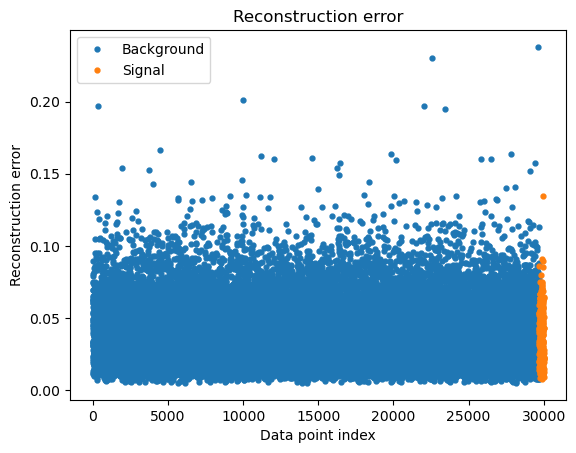 Reconstruction error
Background
Signal
Reconstruction error
0.20
0.15
0.10
0.05
0.00
0
5000
10000
15000
20000
25000
30000
Data point index